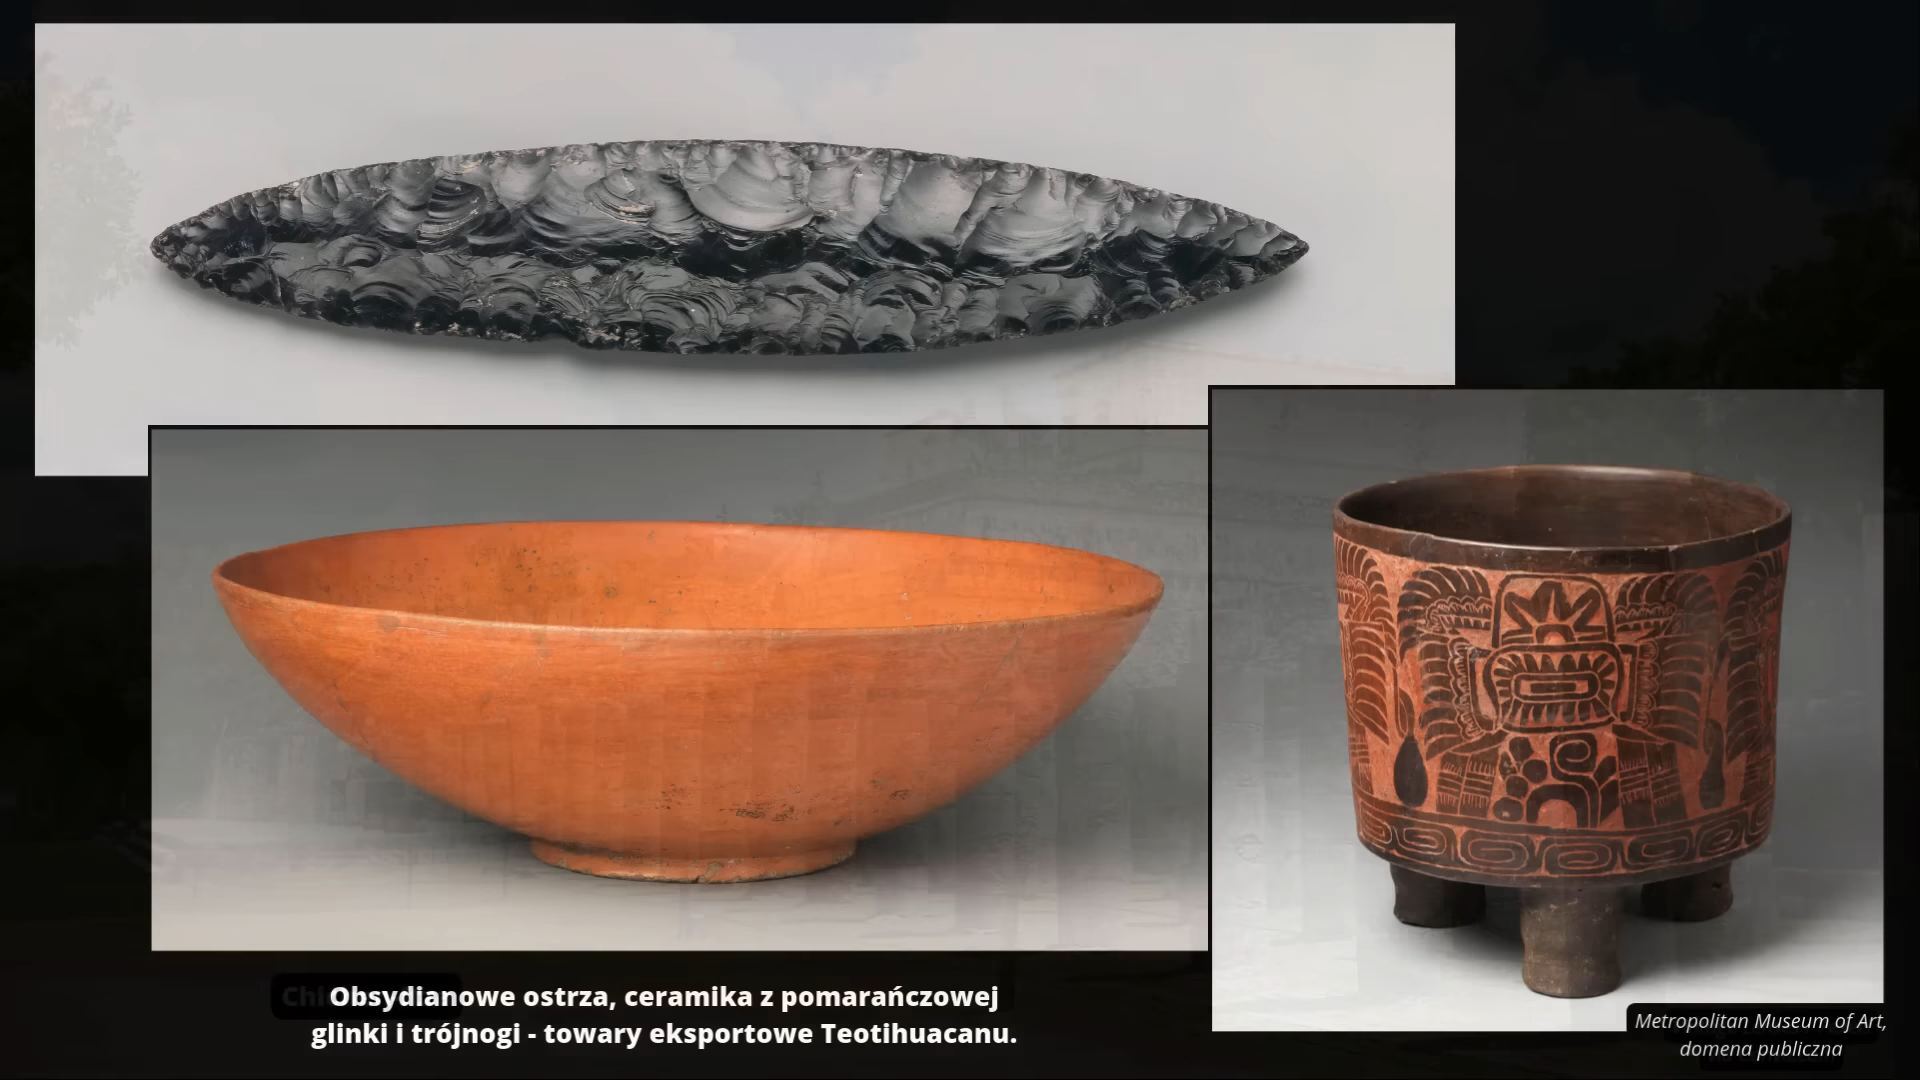 Obsydianowe ostrza, ceramika z pomarańczowej
glinki i trójnogi - towary eksportowe Teotihuacanu.
Metropolitan Museum of Art,
domena publiczna